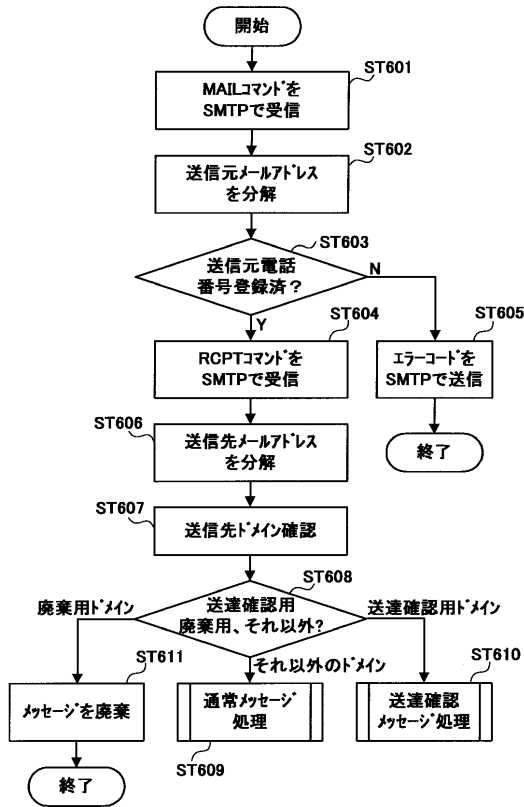 開始
MAILｺﾏﾝﾄﾞを
SMTPで受信
ST601
送信元ﾒｰﾙｱﾄﾞﾚｽ
を分解
ST602
送信元電話
番号登録済？
ST603
N
Y
RCPTｺﾏﾝﾄﾞを
SMTPで受信
ST604
ｴﾗｰｺｰﾄﾞを
SMTPで送信
ST605
終了
送信先ﾒｰﾙｱﾄﾞﾚｽ
を分解
ST606
送信先ﾄﾞﾒｲﾝ確認
ST607
送達確認用
廃棄用、それ以外?
ST608
廃棄用ﾄﾞﾒｲﾝ
送達確認用ﾄﾞﾒｲﾝ
それ以外のﾄﾞﾒｲﾝ
ﾒｯｾｰｼﾞを廃棄
ST611
通常ﾒｯｾｰｼﾞ
処理
ST609
送達確認
ﾒｯｾｰｼﾞ処理
ST610
終了